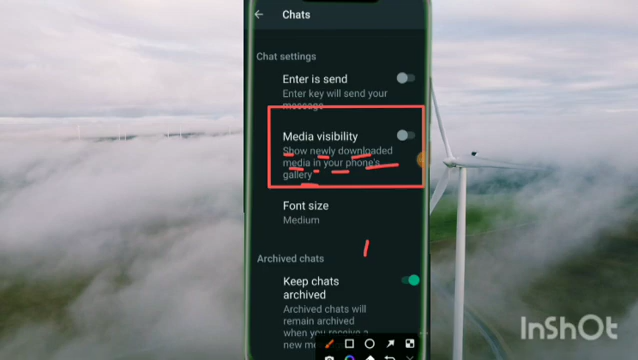 Chats
Chat settings
Enter is send
Enter key will send your
message
Media visibility
Show newly downloaded
media in your phone's
gallery
Font size
Medium
Archived chats
Keep chats
archived
Archived chats will
remain archived
when you receive a
new
InShOt